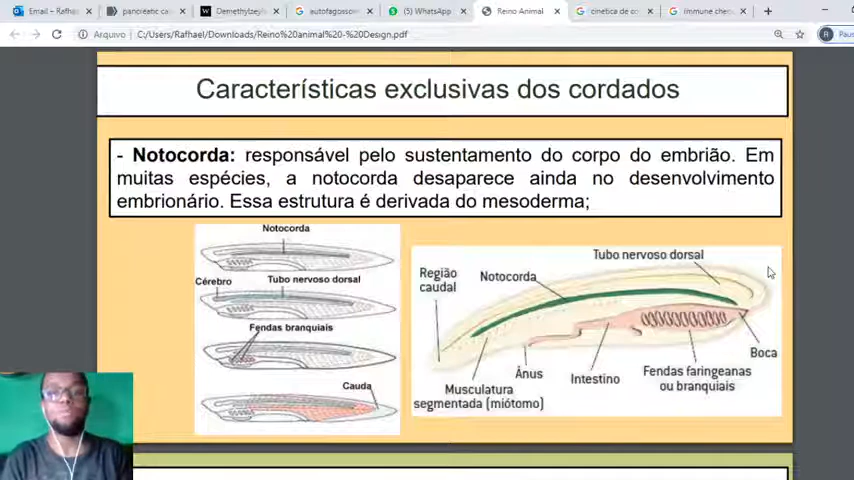 Email – Rafhae
pancreatic ca
Demethylzeyl
autofagossom
(5) WhatsApp
Reino Animal
cinetica de co
immune chem
Arquivo | C:/Users/Rafhael/Downloads/Reino%20animal%20-%20Design.pdf
R
Paus
Características exclusivas dos cordados
- Notocorda: responsável pelo sustentamento do corpo do embrião. Em
muitas espécies, a notocorda desaparece ainda no desenvolvimento
embrionário. Essa estrutura é derivada do mesoderma;
Notocorda
Cérebro
Tubo nervoso dorsal
Fendas branquiais
Cauda
Tubo nervoso dorsal
Região
caudal
Notocorda
Boca
Ânus
Intestino
Fendas faringeanas
ou branquiais
Musculatura
segmentada (miótomo)